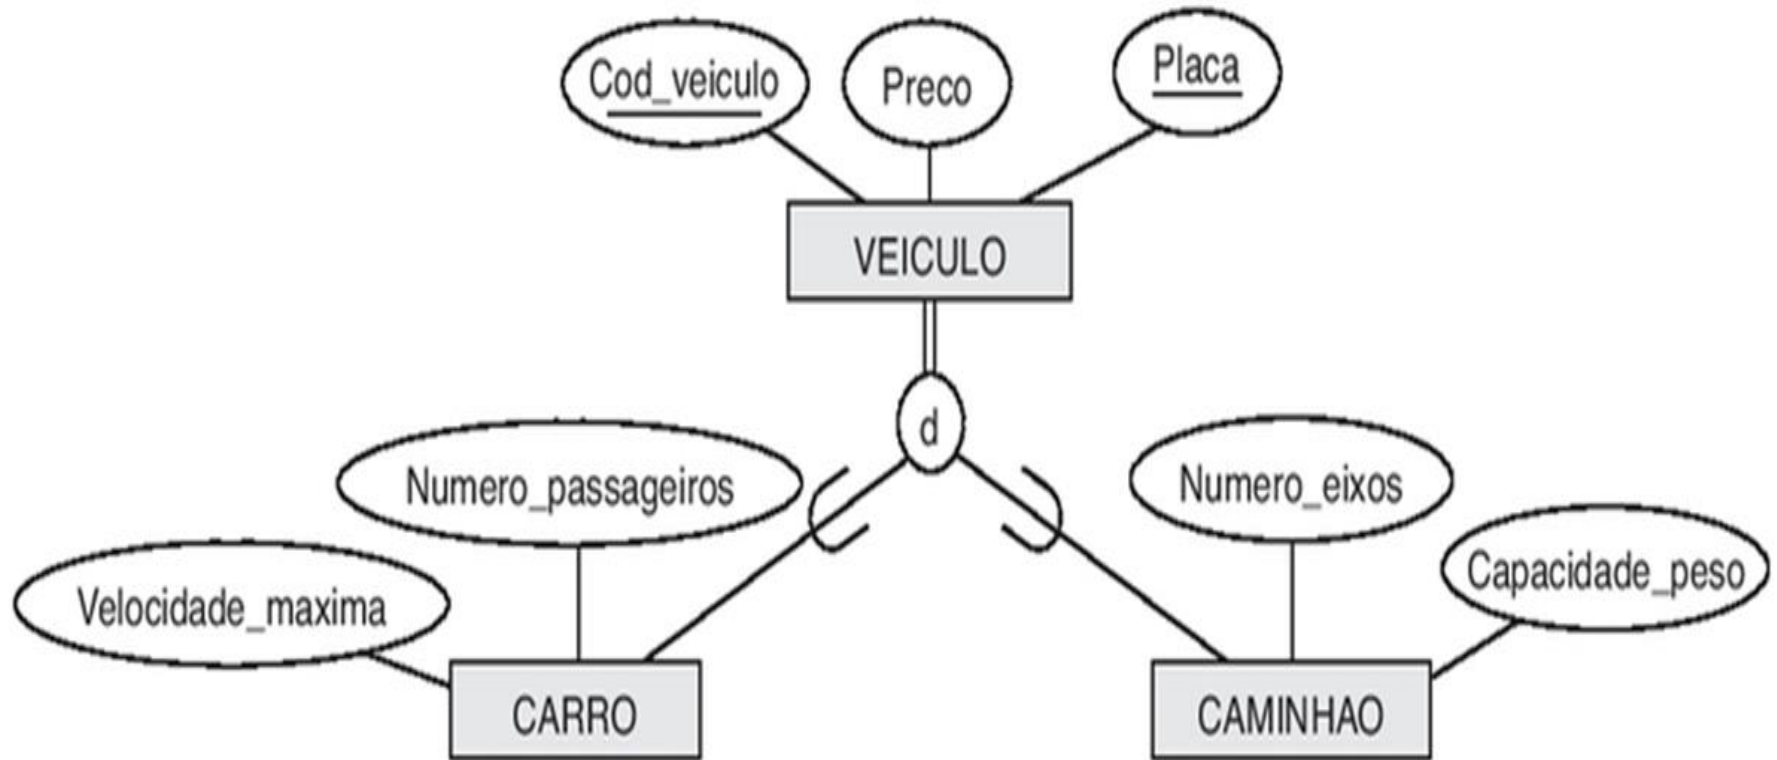 Cod_veiculo
Preco
Placa
VEICULO
d
Numero_passageiros
Numero_eixos
Velocidade_maxima
Capacidade_peso
CARRO
CAMINHAO